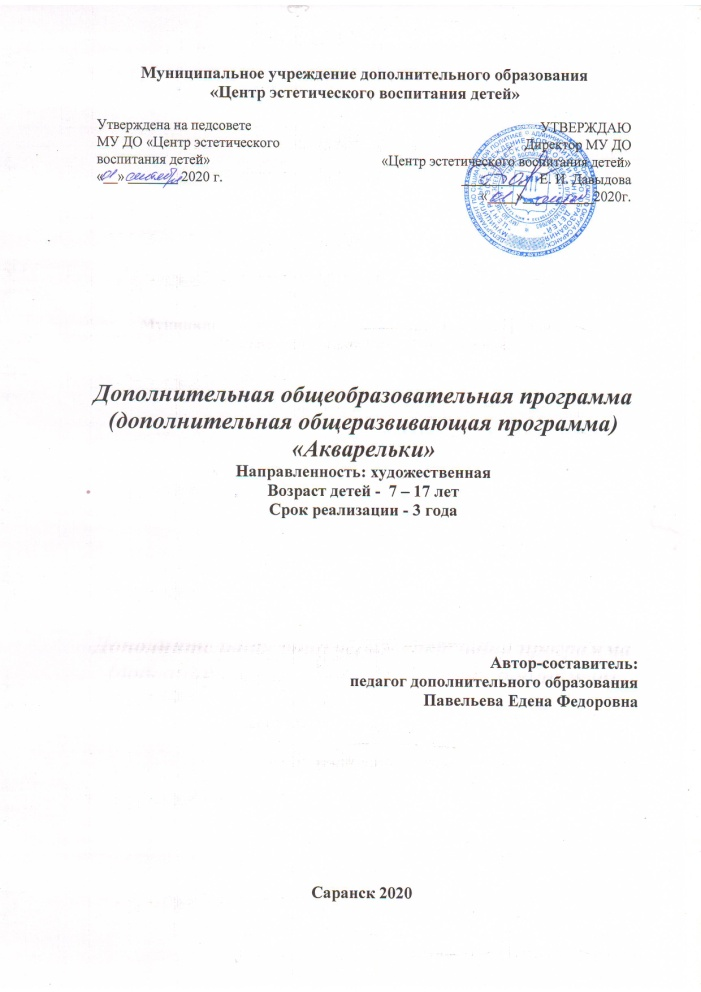 Муниципальное учреждение дополнительного образования
«Центр эстетического воспитания детей»
Утверждена на педсовете
МУ ДО «Центр эстетического
воспитания детей»
«01» 2020 г.
УТВЕРЖДАЮ
Директор МУ ДО
«Центр эстетического воспитания детей»
Е. И. Давыдова
«01» 2020г.
Дополнительная общеобразовательная программа
(дополнительная общеразвивающая программа)
«Акварельки»
Направленность: художественная
Возраст детей - 7 – 17 лет
Срок реализации - 3 года
Автор-составитель:
педагог дополнительного образования
Павельева Едена Федоровна
Саранск 2020